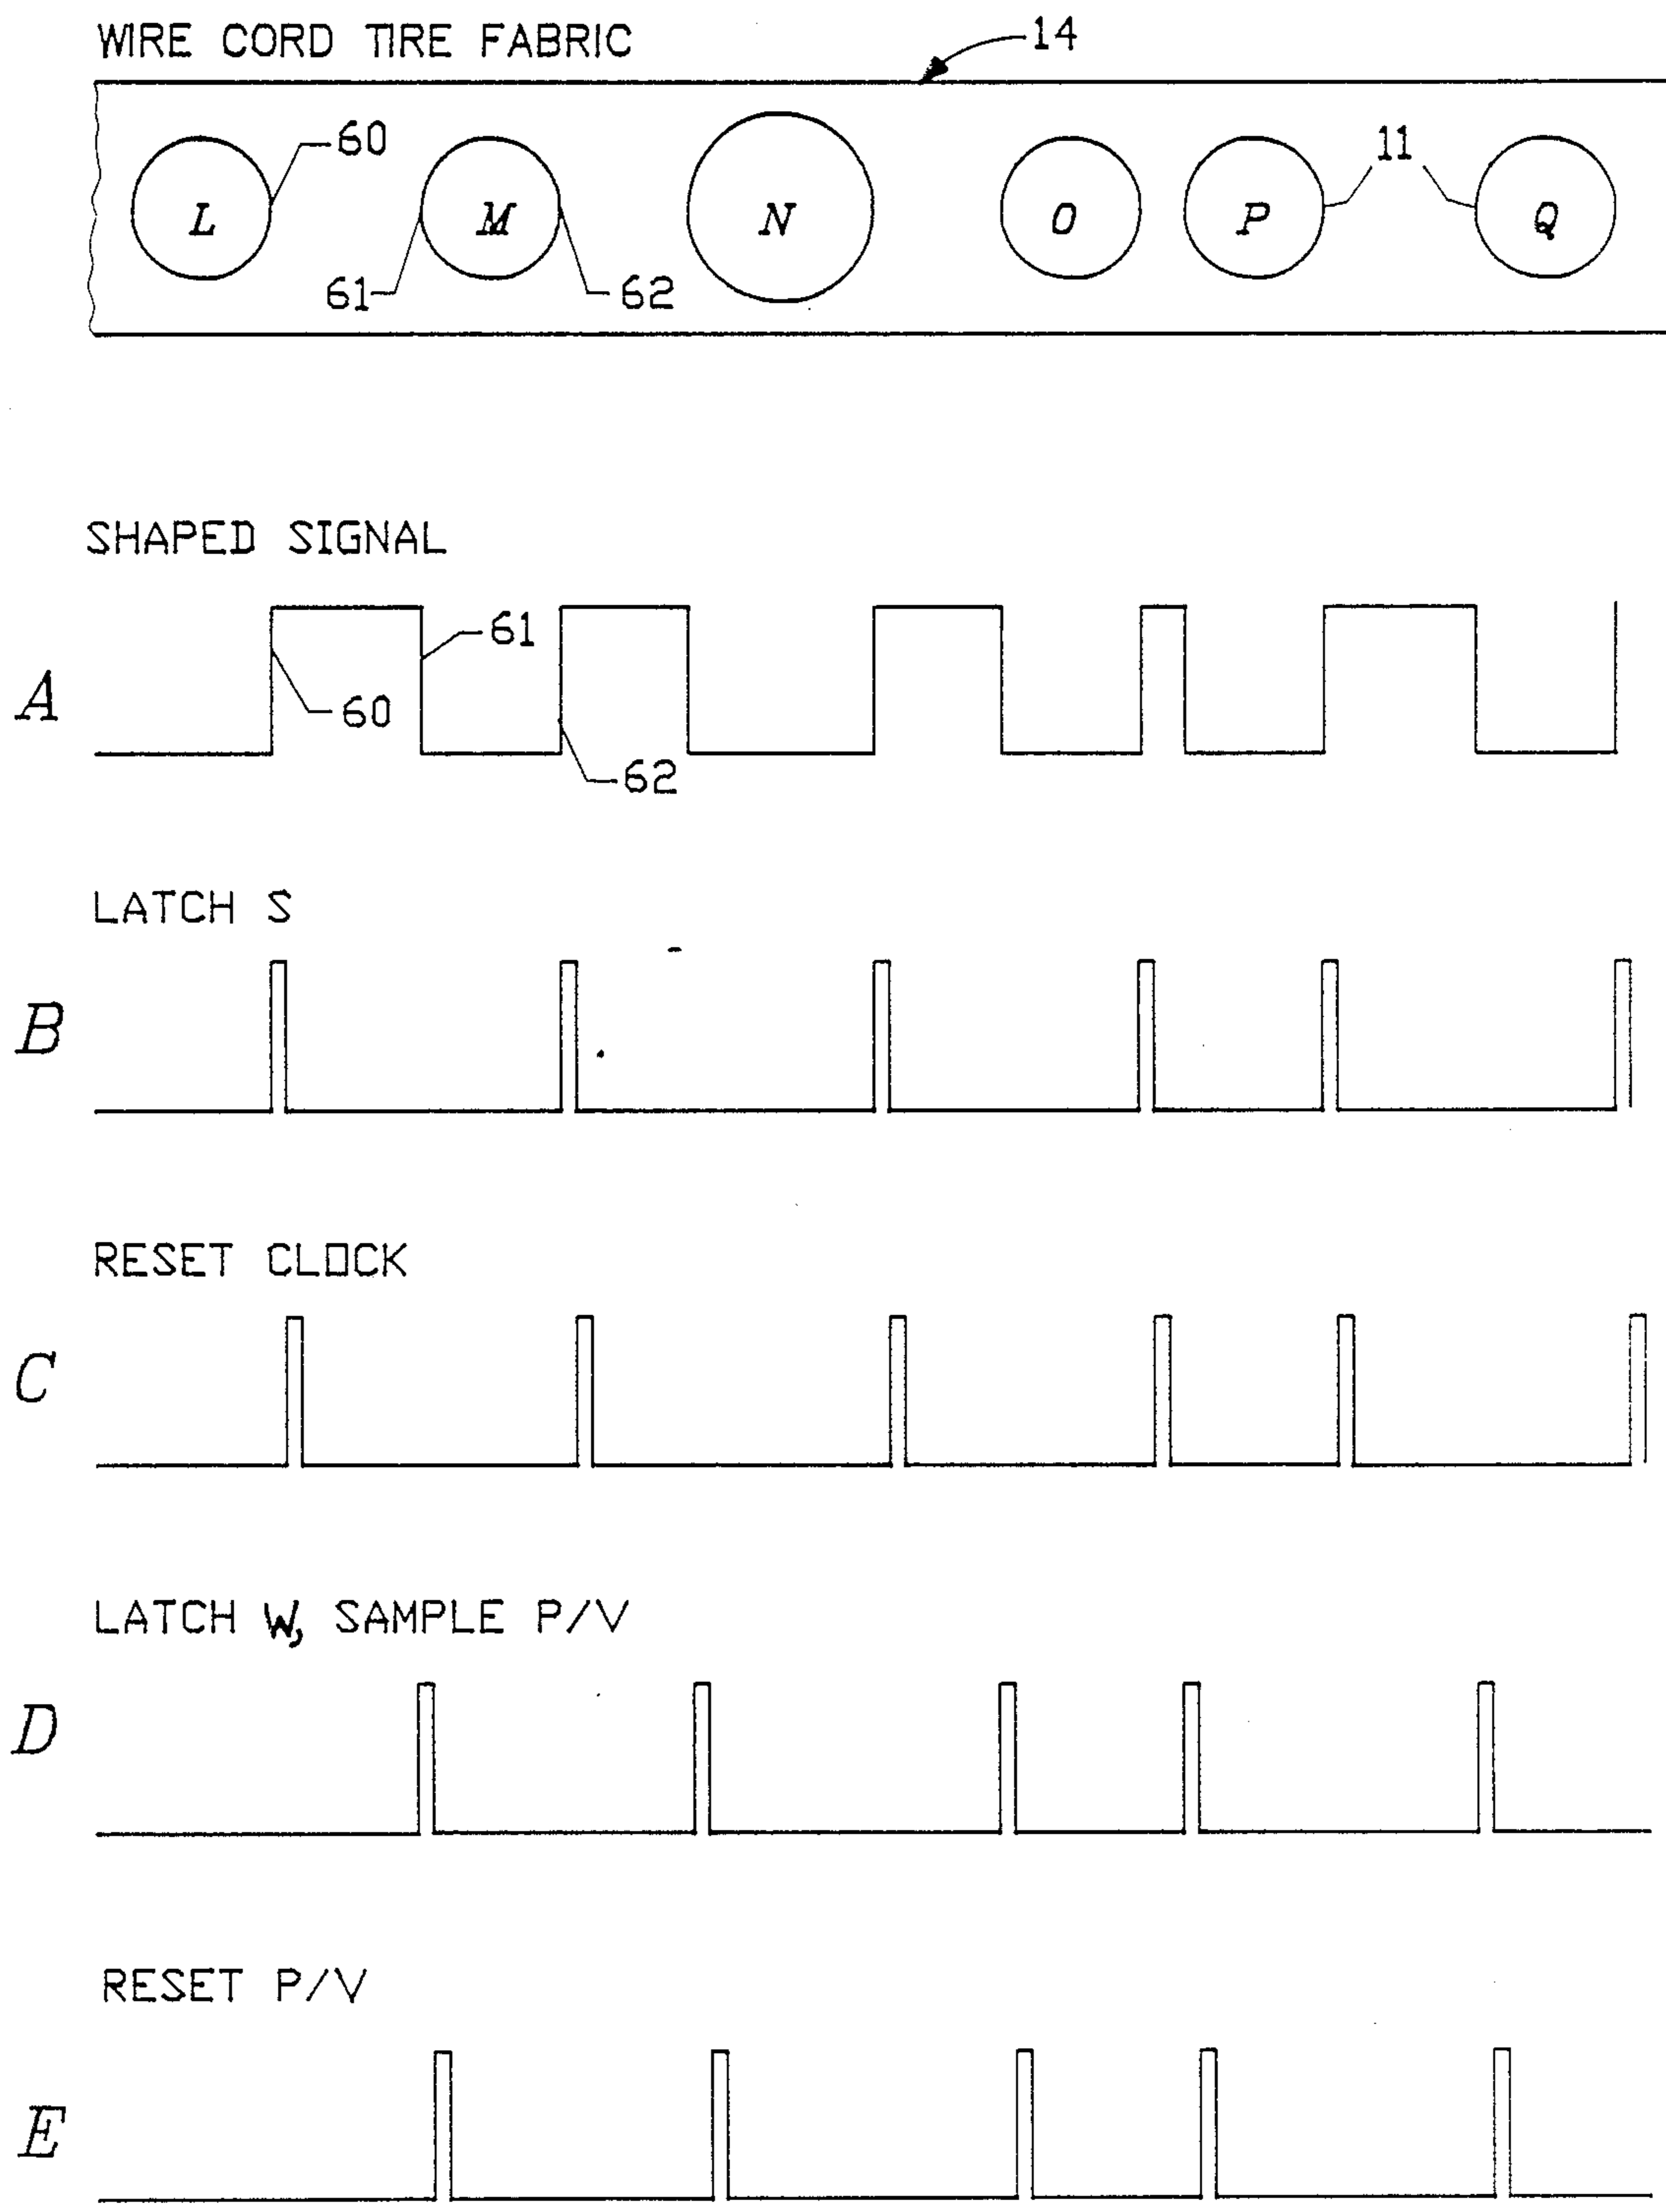 WIRE CORD TIRE FABRIC
14
60
11
L M N O P Q
61
62
SHAPED SIGNAL
61
A
60
62
LATCH S
B
RESET CLOCK
C
LATCH W, SAMPLE P/V
D
RESET P/V
E